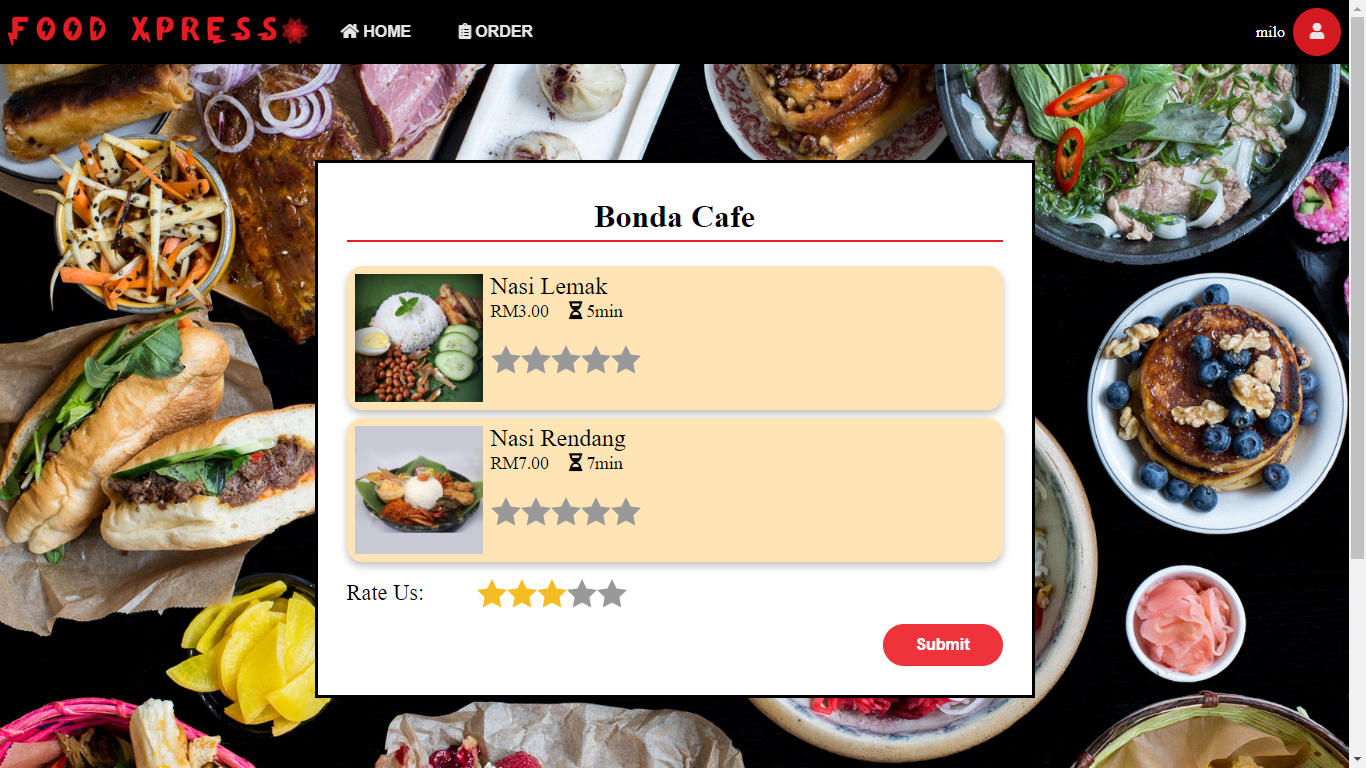 FOOD XPRESS
HOME
ORDER
milo
Bonda Cafe
Nasi Lemak
RM3.00 5min
Nasi Rendang
RM7.00 7min
Rate Us:
Submit